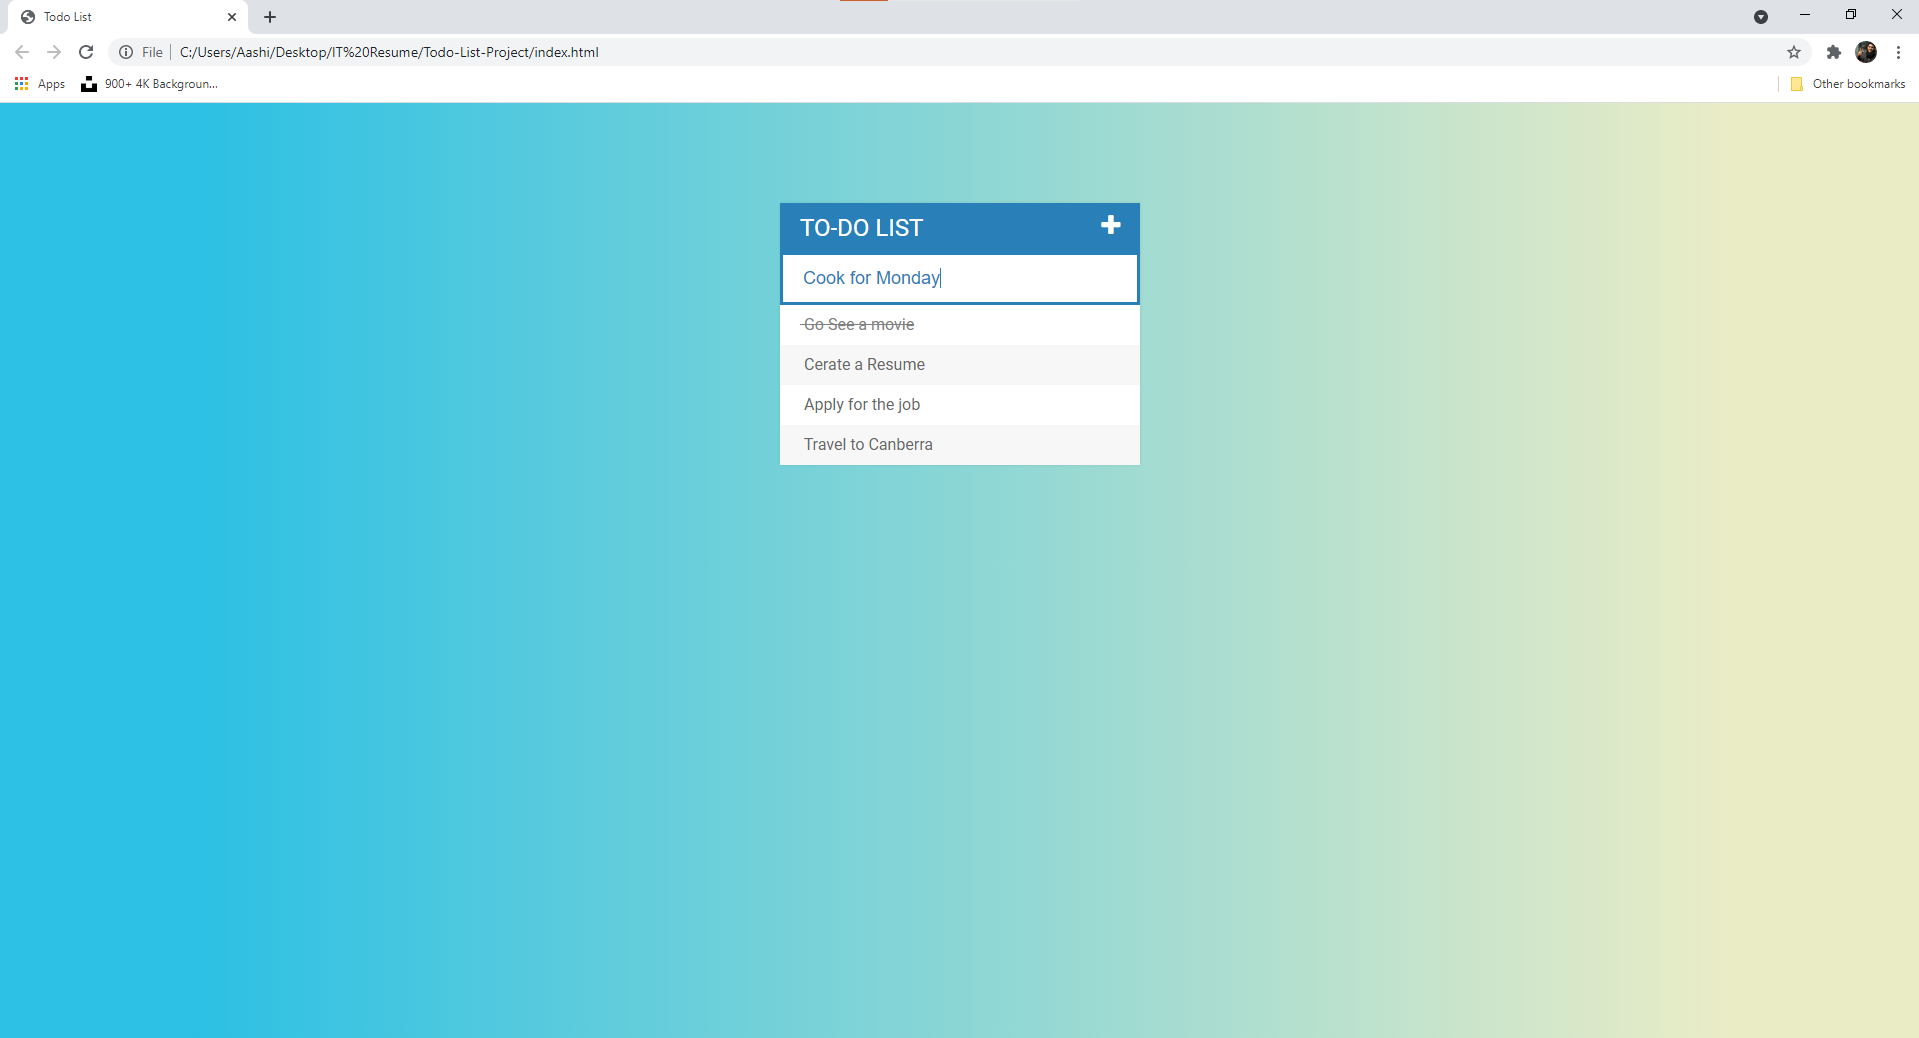 Todo List
File
C:/Users/Aashi/Desktop/IT%20Resume/Todo-List-Project/index.html
Apps
900+ 4K Backgroun...
Other bookmarks
TO-DO LIST
Cook for Monday
Go See a movie
Cerate a Resume
Apply for the job
Travel to Canberra